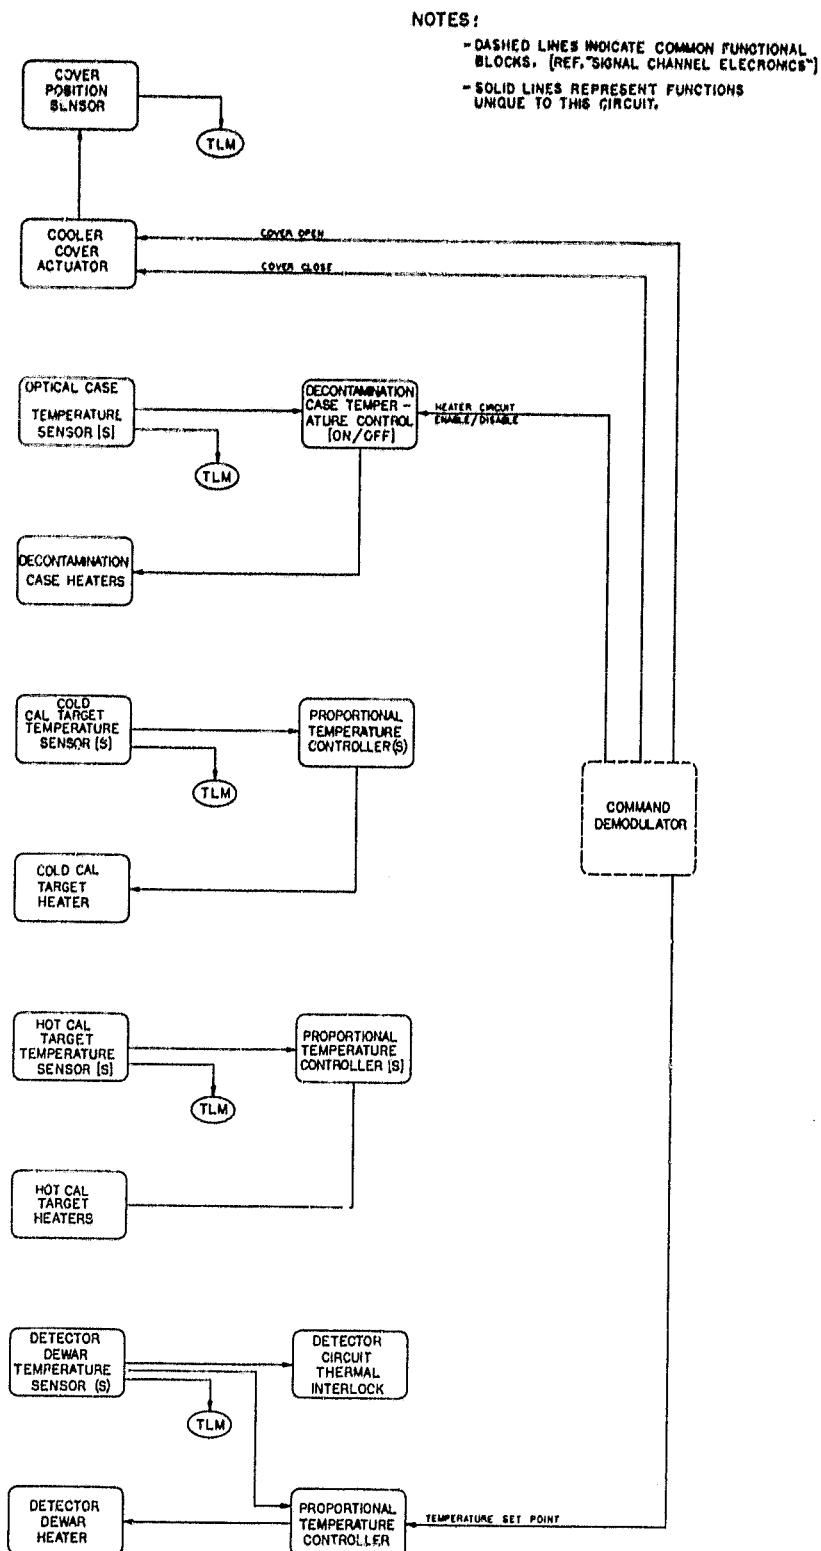 NOTES:
- DASHED LINES INDICATE COMMON FUNCTIONAL
BLOCKS. [REF. "SIGNAL CHANNEL ELECRONICS"]
- SOLID LINES REPRESENT FUNCTIONS
UNIQUE TO THIS CIRCUIT.
COVER
POSITION
SENSOR
TLM
COOLER
COVER
ACTUATOR
COVER OPEN
COVER CLOSE
OPTICAL CASE
TEMPERATURE
SENSOR [S]
TLM
DECONTAMINATION
CASE TEMPER -
ATURE CONTROL
[ON/OFF]
HEATER CIRCUIT
ENABLE/DISABLE
DECONTAMINATION
CASE HEATERS
COLD
CAL TARGET
TEMPERATURE
SENSOR [S]
TLM
PROPORTIONAL
TEMPERATURE
CONTROLLER(S)
COMMAND
DEMODULATOR
COLD CAL
TARGET
HEATER
HOT CAL
TARGET
TEMPERATURE
SENSOR [S]
TLM
PROPORTIONAL
TEMPERATURE
CONTROLLER [S]
HOT CAL
TARGET
HEATERS
DETECTOR
DEWAR
TEMPERATURE
SENSOR (S)
TLM
DETECTOR
CIRCUIT
THERMAL
INTERLOCK
DETECTOR
DEWAR
HEATER
PROPORTIONAL
TEMPERATURE
CONTROLLER
TEMPERATURE SET POINT